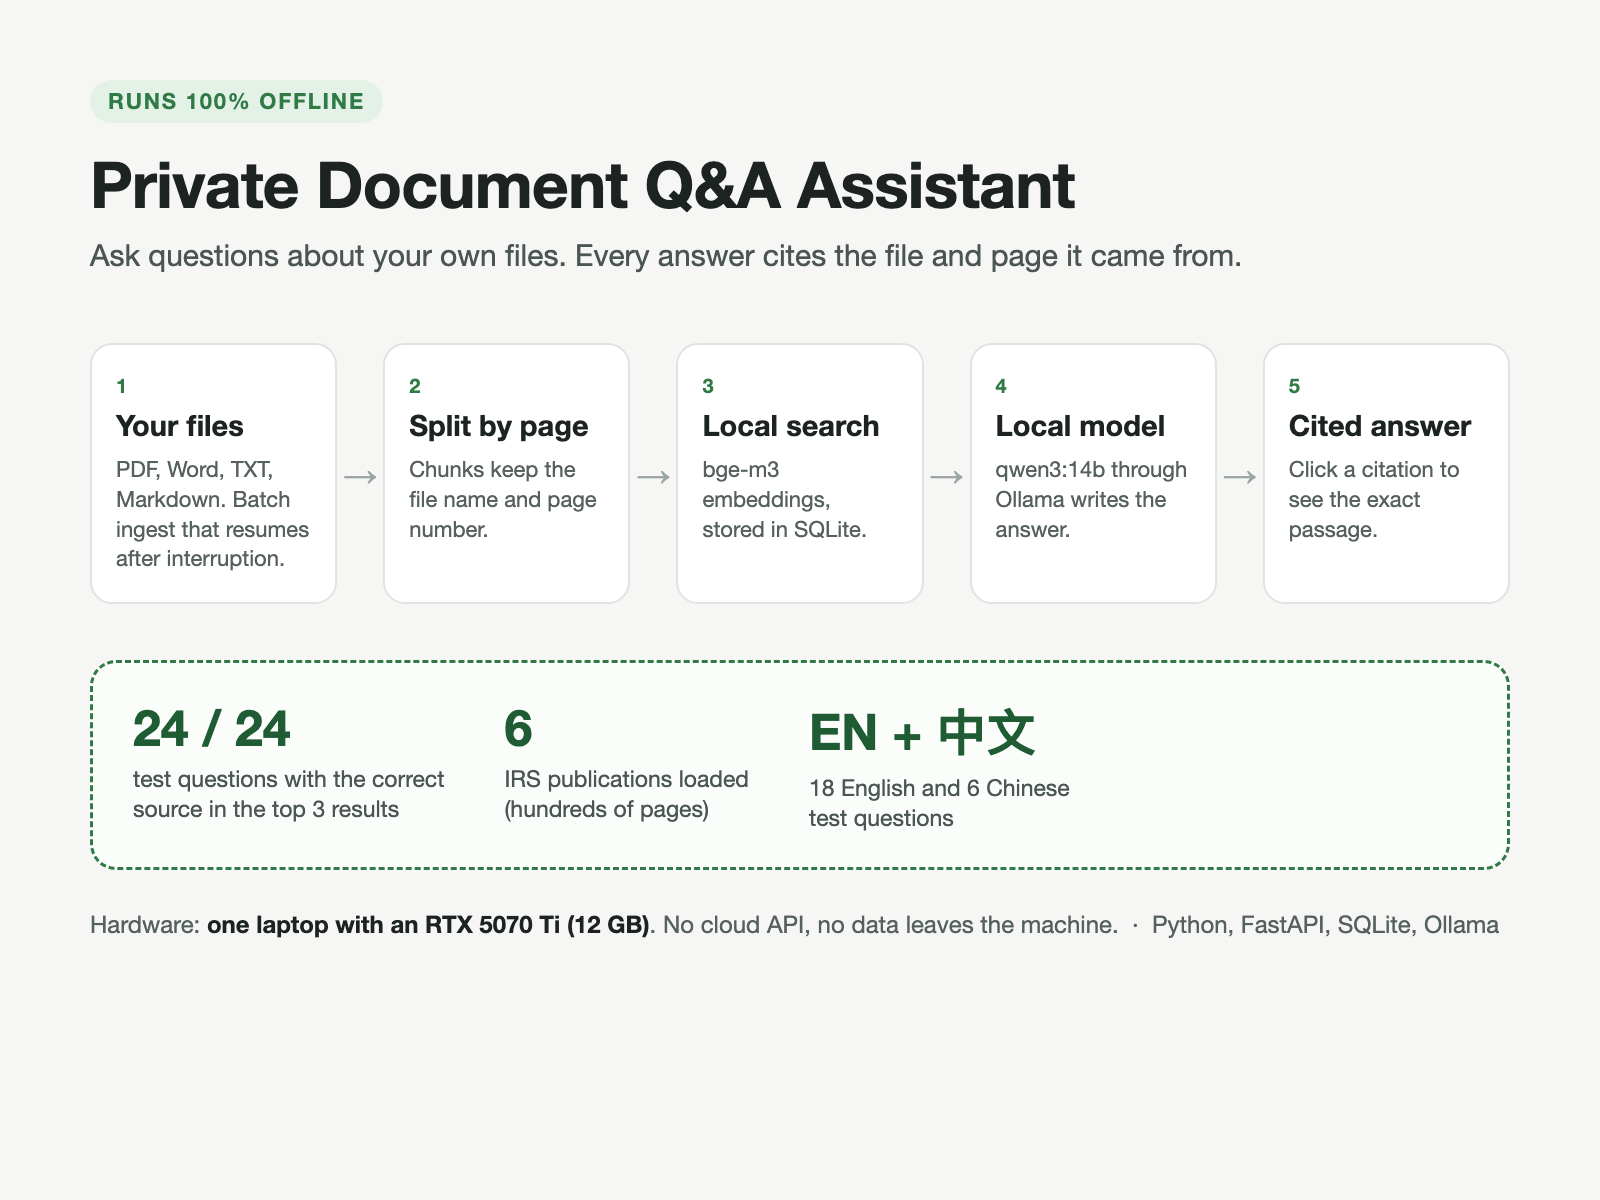 RUNS 100% OFFLINE
Private Document Q&A Assistant
Ask questions about your own files. Every answer cites the file and page it came from.
1
Your files
PDF, Word, TXT,
Markdown. Batch
ingest that resumes
after interruption.
→
2
Split by page
Chunks keep the
file name and page
number.
→
3
Local search
bge-m3
embeddings,
stored in SQLite.
→
4
Local model
qwen3:14b through
Ollama writes the
answer.
→
5
Cited answer
Click a citation to
see the exact
passage.
24 / 24
test questions with the correct
source in the top 3 results
6
IRS publications loaded
(hundreds of pages)
EN + 中文
18 English and 6 Chinese
test questions
Hardware: one laptop with an RTX 5070 Ti (12 GB). No cloud API, no data leaves the machine. · Python, FastAPI, SQLite, Ollama